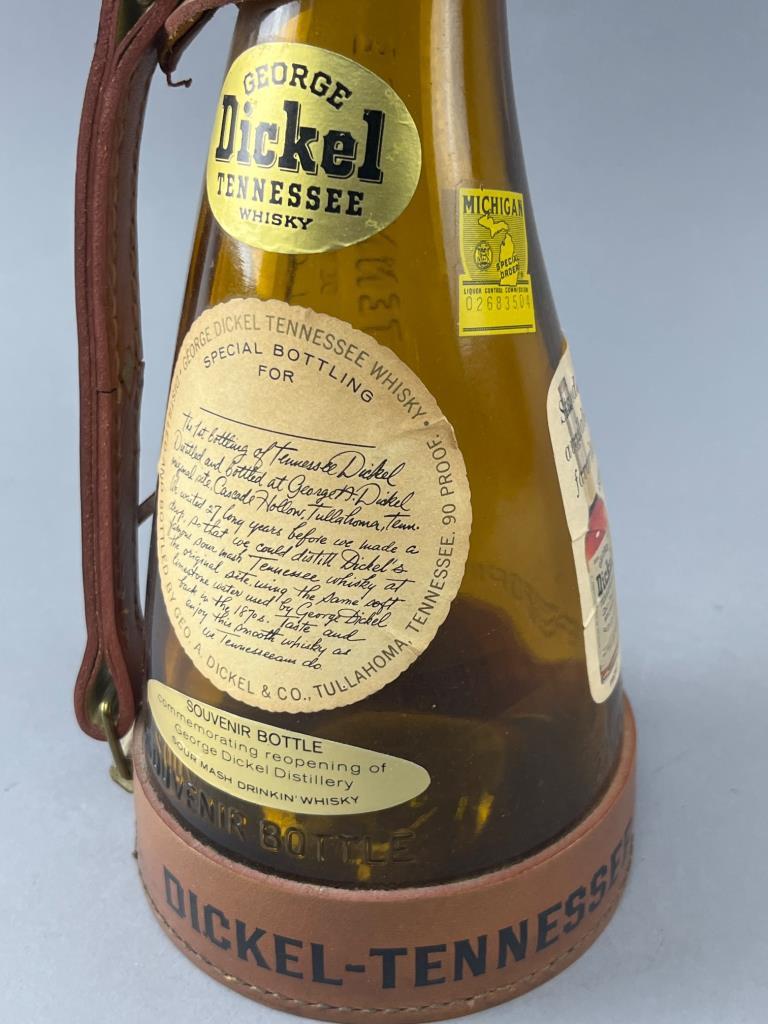 GEORGE
Dickel
TENNESSEE
WHISKY
MICHIGAN
SPECIAL
ORDER
LIQUOR CONTROL COMMISSION
02683504
GEORGE DICKEL TENNESSEE WHISKY •
SPECIAL BOTTLING
FOR
The 1st bottling of Tennessee Dickel
Distilled and bottled at George A. Dickel
original site Cascade Hollow, Tullahoma, Tenn.
We waited 27 long years before we made a
drop, so that we could distill Dickel's
famous sour mash Tennessee whisky at
the original site using the same soft
limestone water used by George Dickel
back in the 1870s. Taste and
enjoy this smooth whisky as
we Tennesseeans do
BY GEO. A. DICKEL & CO., TULLAHOMA, TENNESSEE. 90 PROOF.
SOUVENIR BOTTLE
commemorating reopening of
George Dickel Distillery
SOUR MASH DRINKIN' WHISKY
SOUVENIR BOTTLE
DICKEL-TENNESSEE